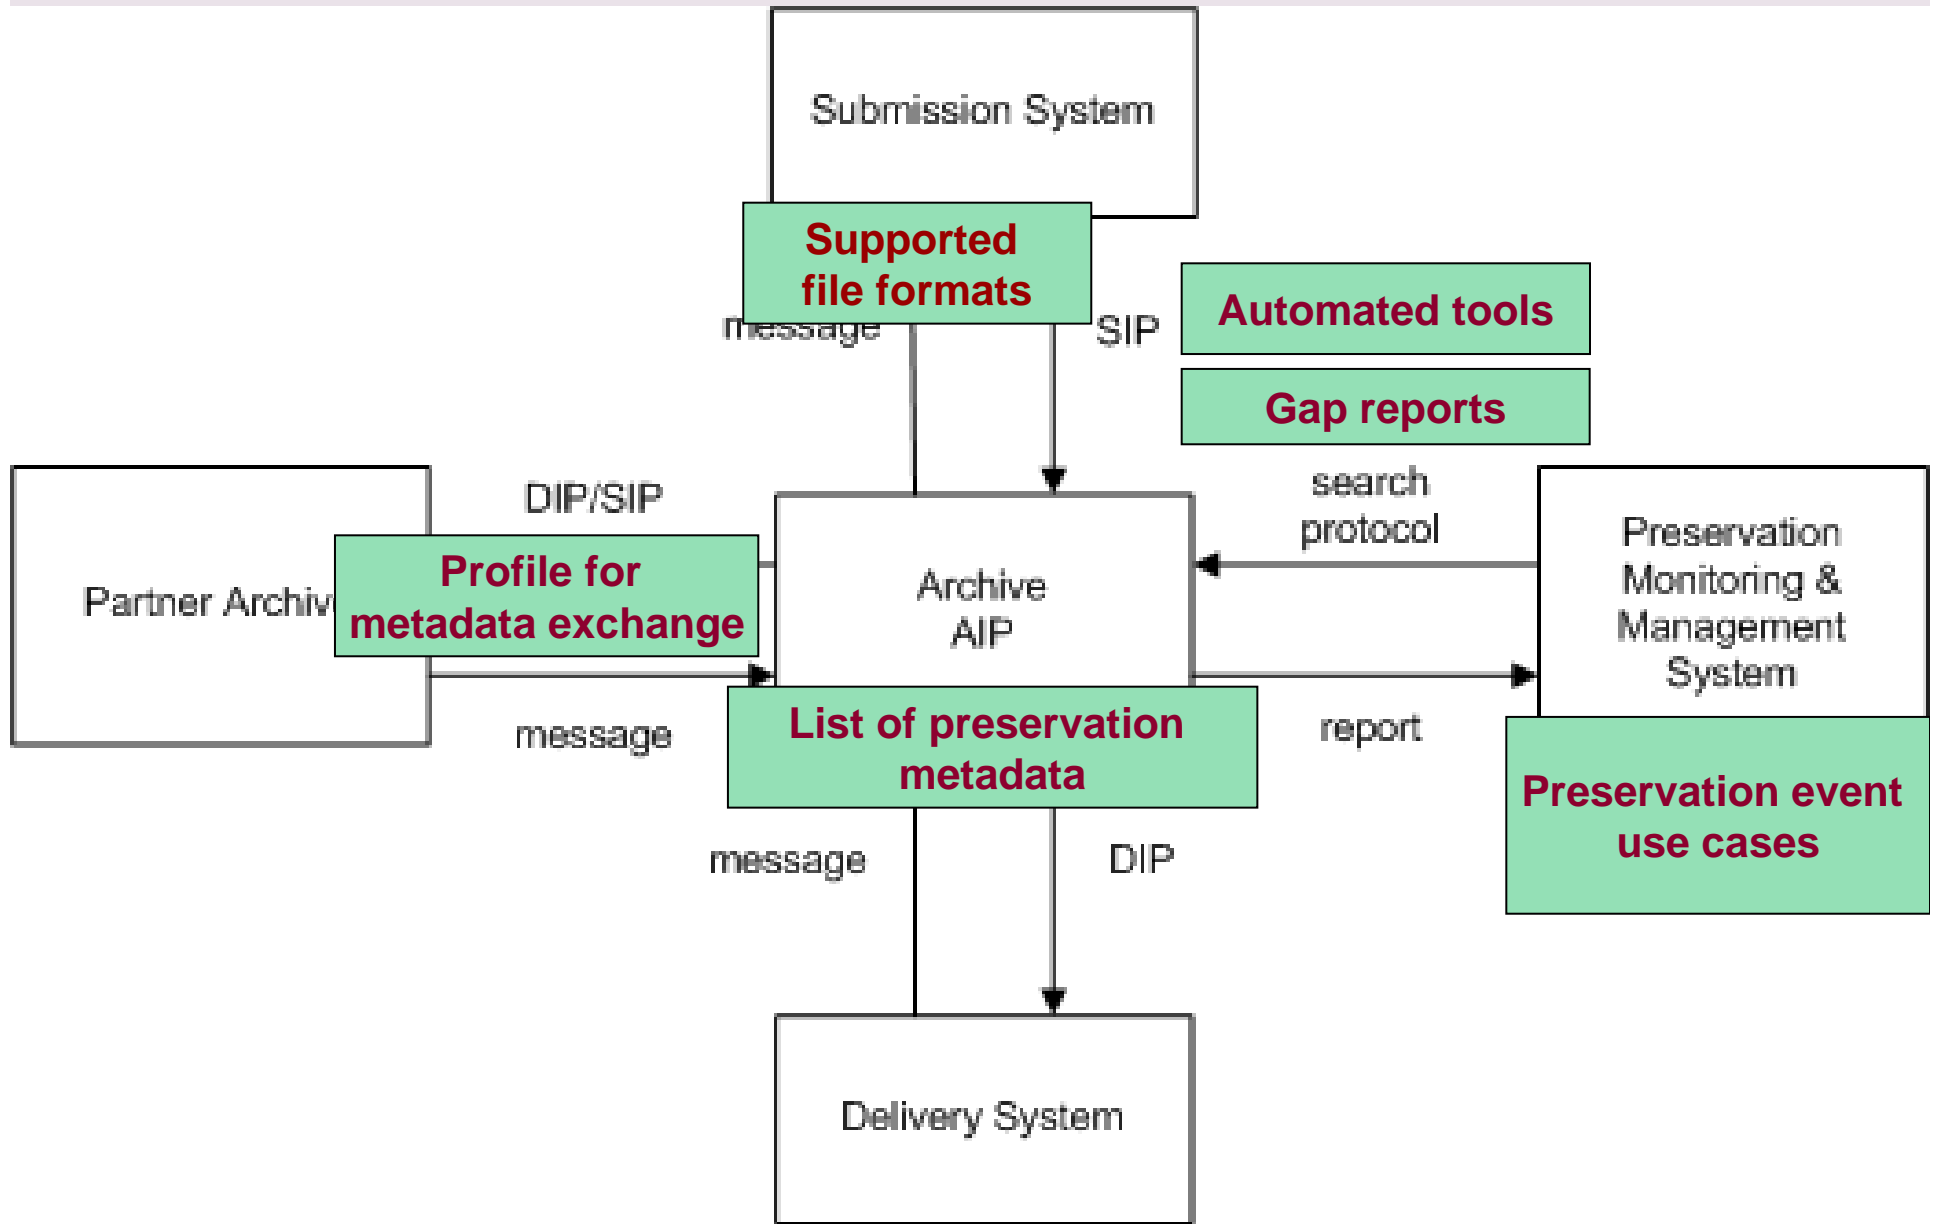 Submission System
Supported
file formats
message
SIP
Automated tools
Gap reports
DIP/SIP
search
protocol
Partner Archiv
Profile for
metadata exchange
Archive
AIP
Preservation
Monitoring &
Management
System
message
List of preservation
metadata
report
Preservation event
use cases
message
DIP
Delivery System